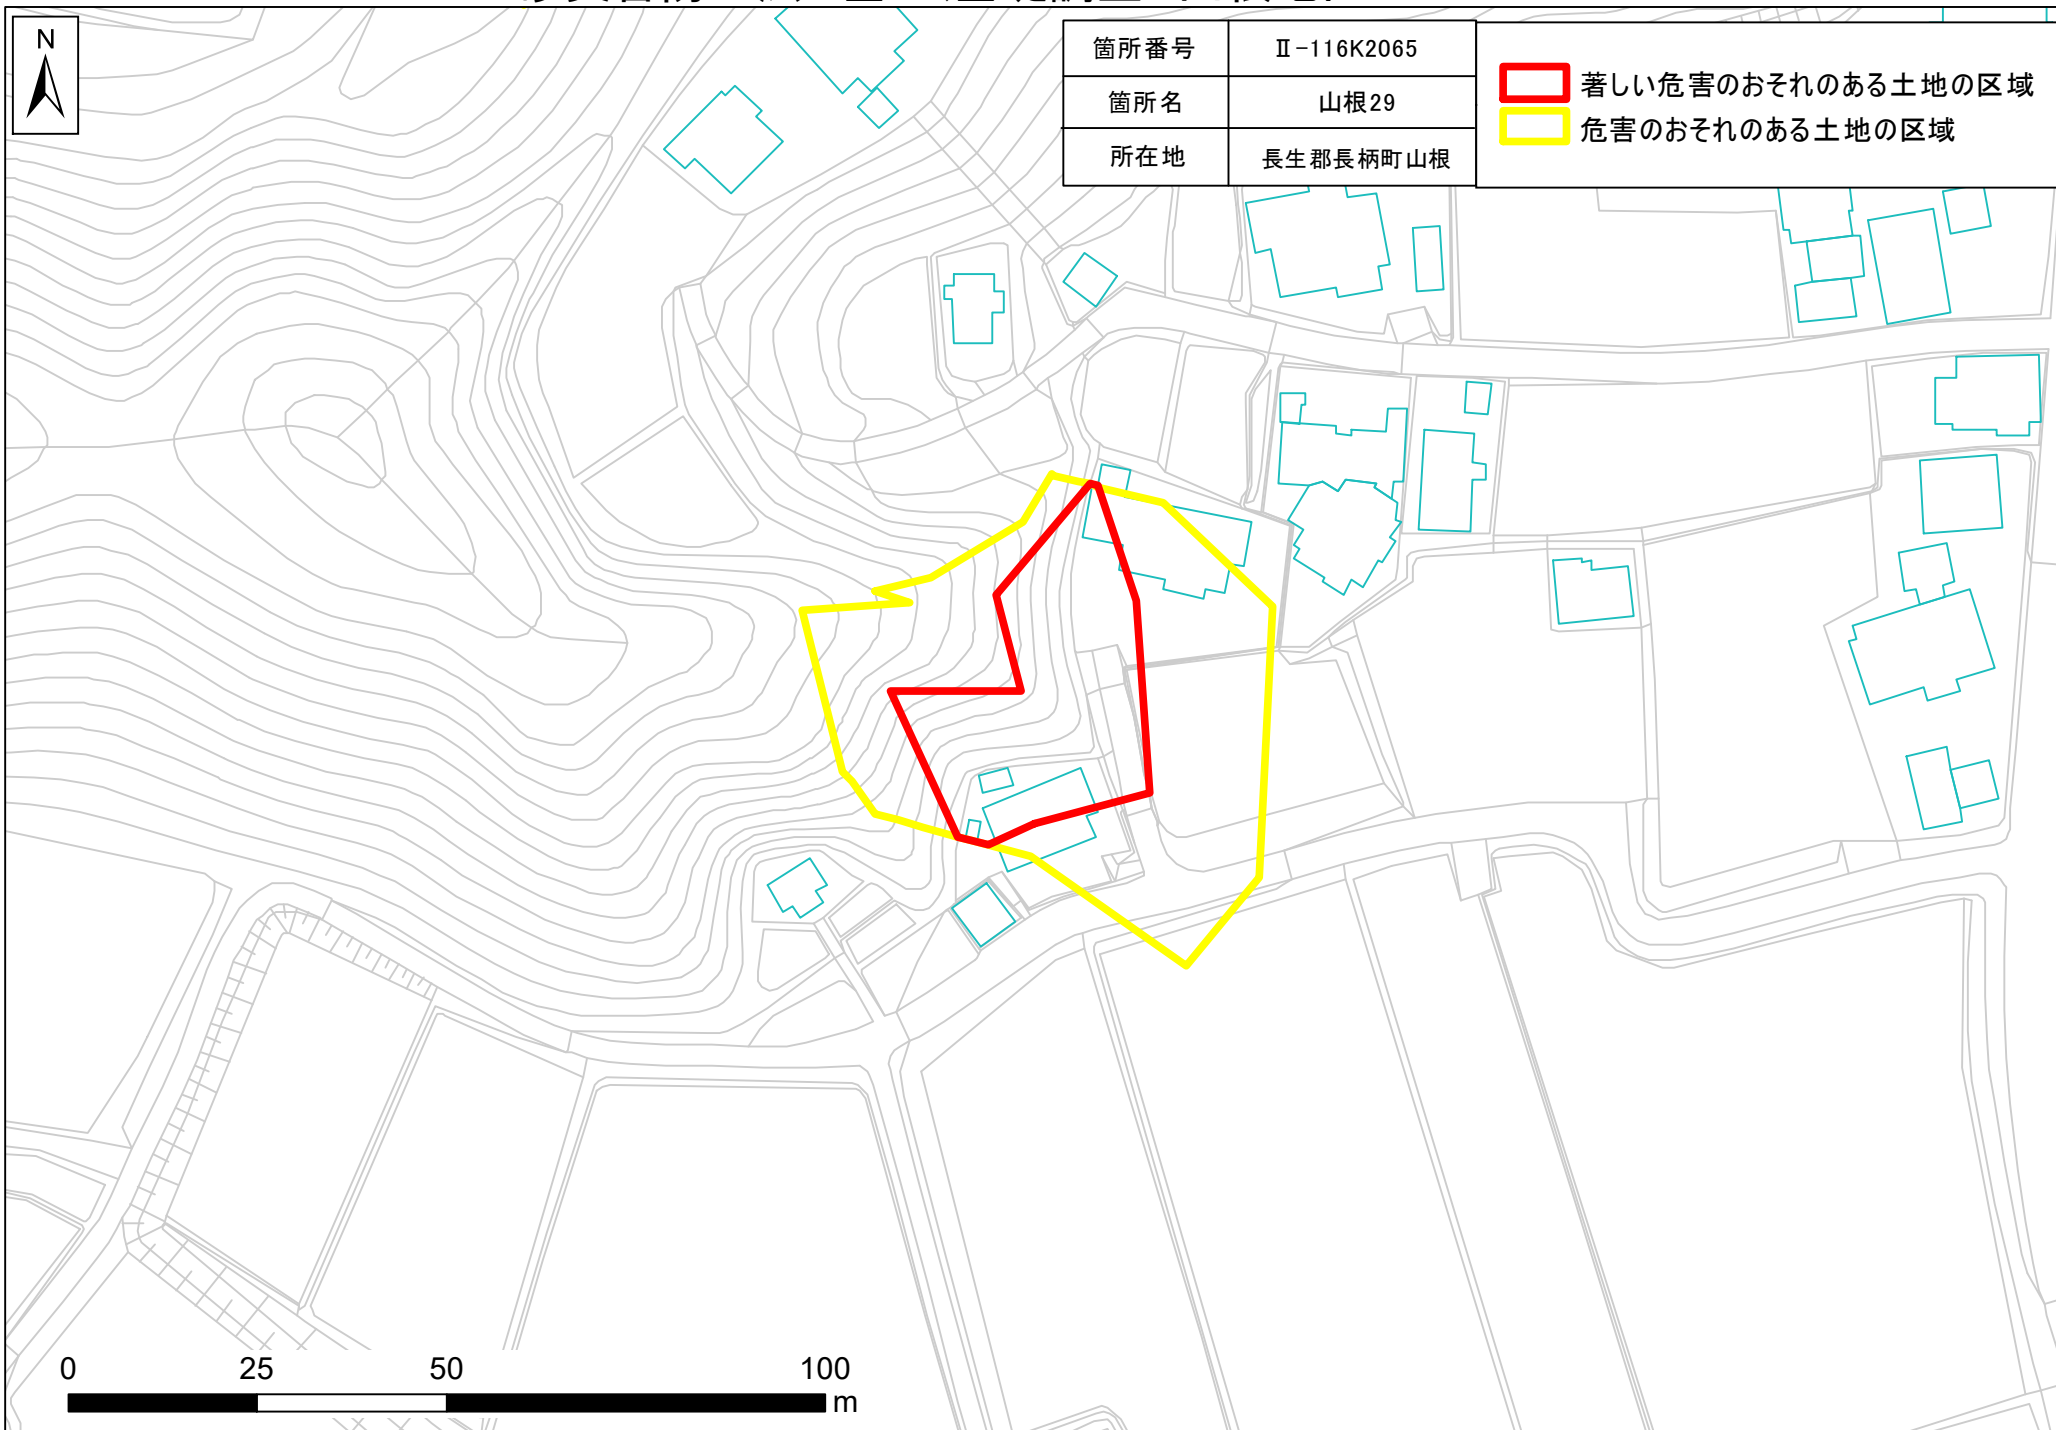 N
箇所番号 Ⅱ-116K2065
箇所名 山根29
所在地 長生郡長柄町山根
著しい危害のおそれのある土地の区域
危害のおそれのある土地の区域
0 25 50 100
m